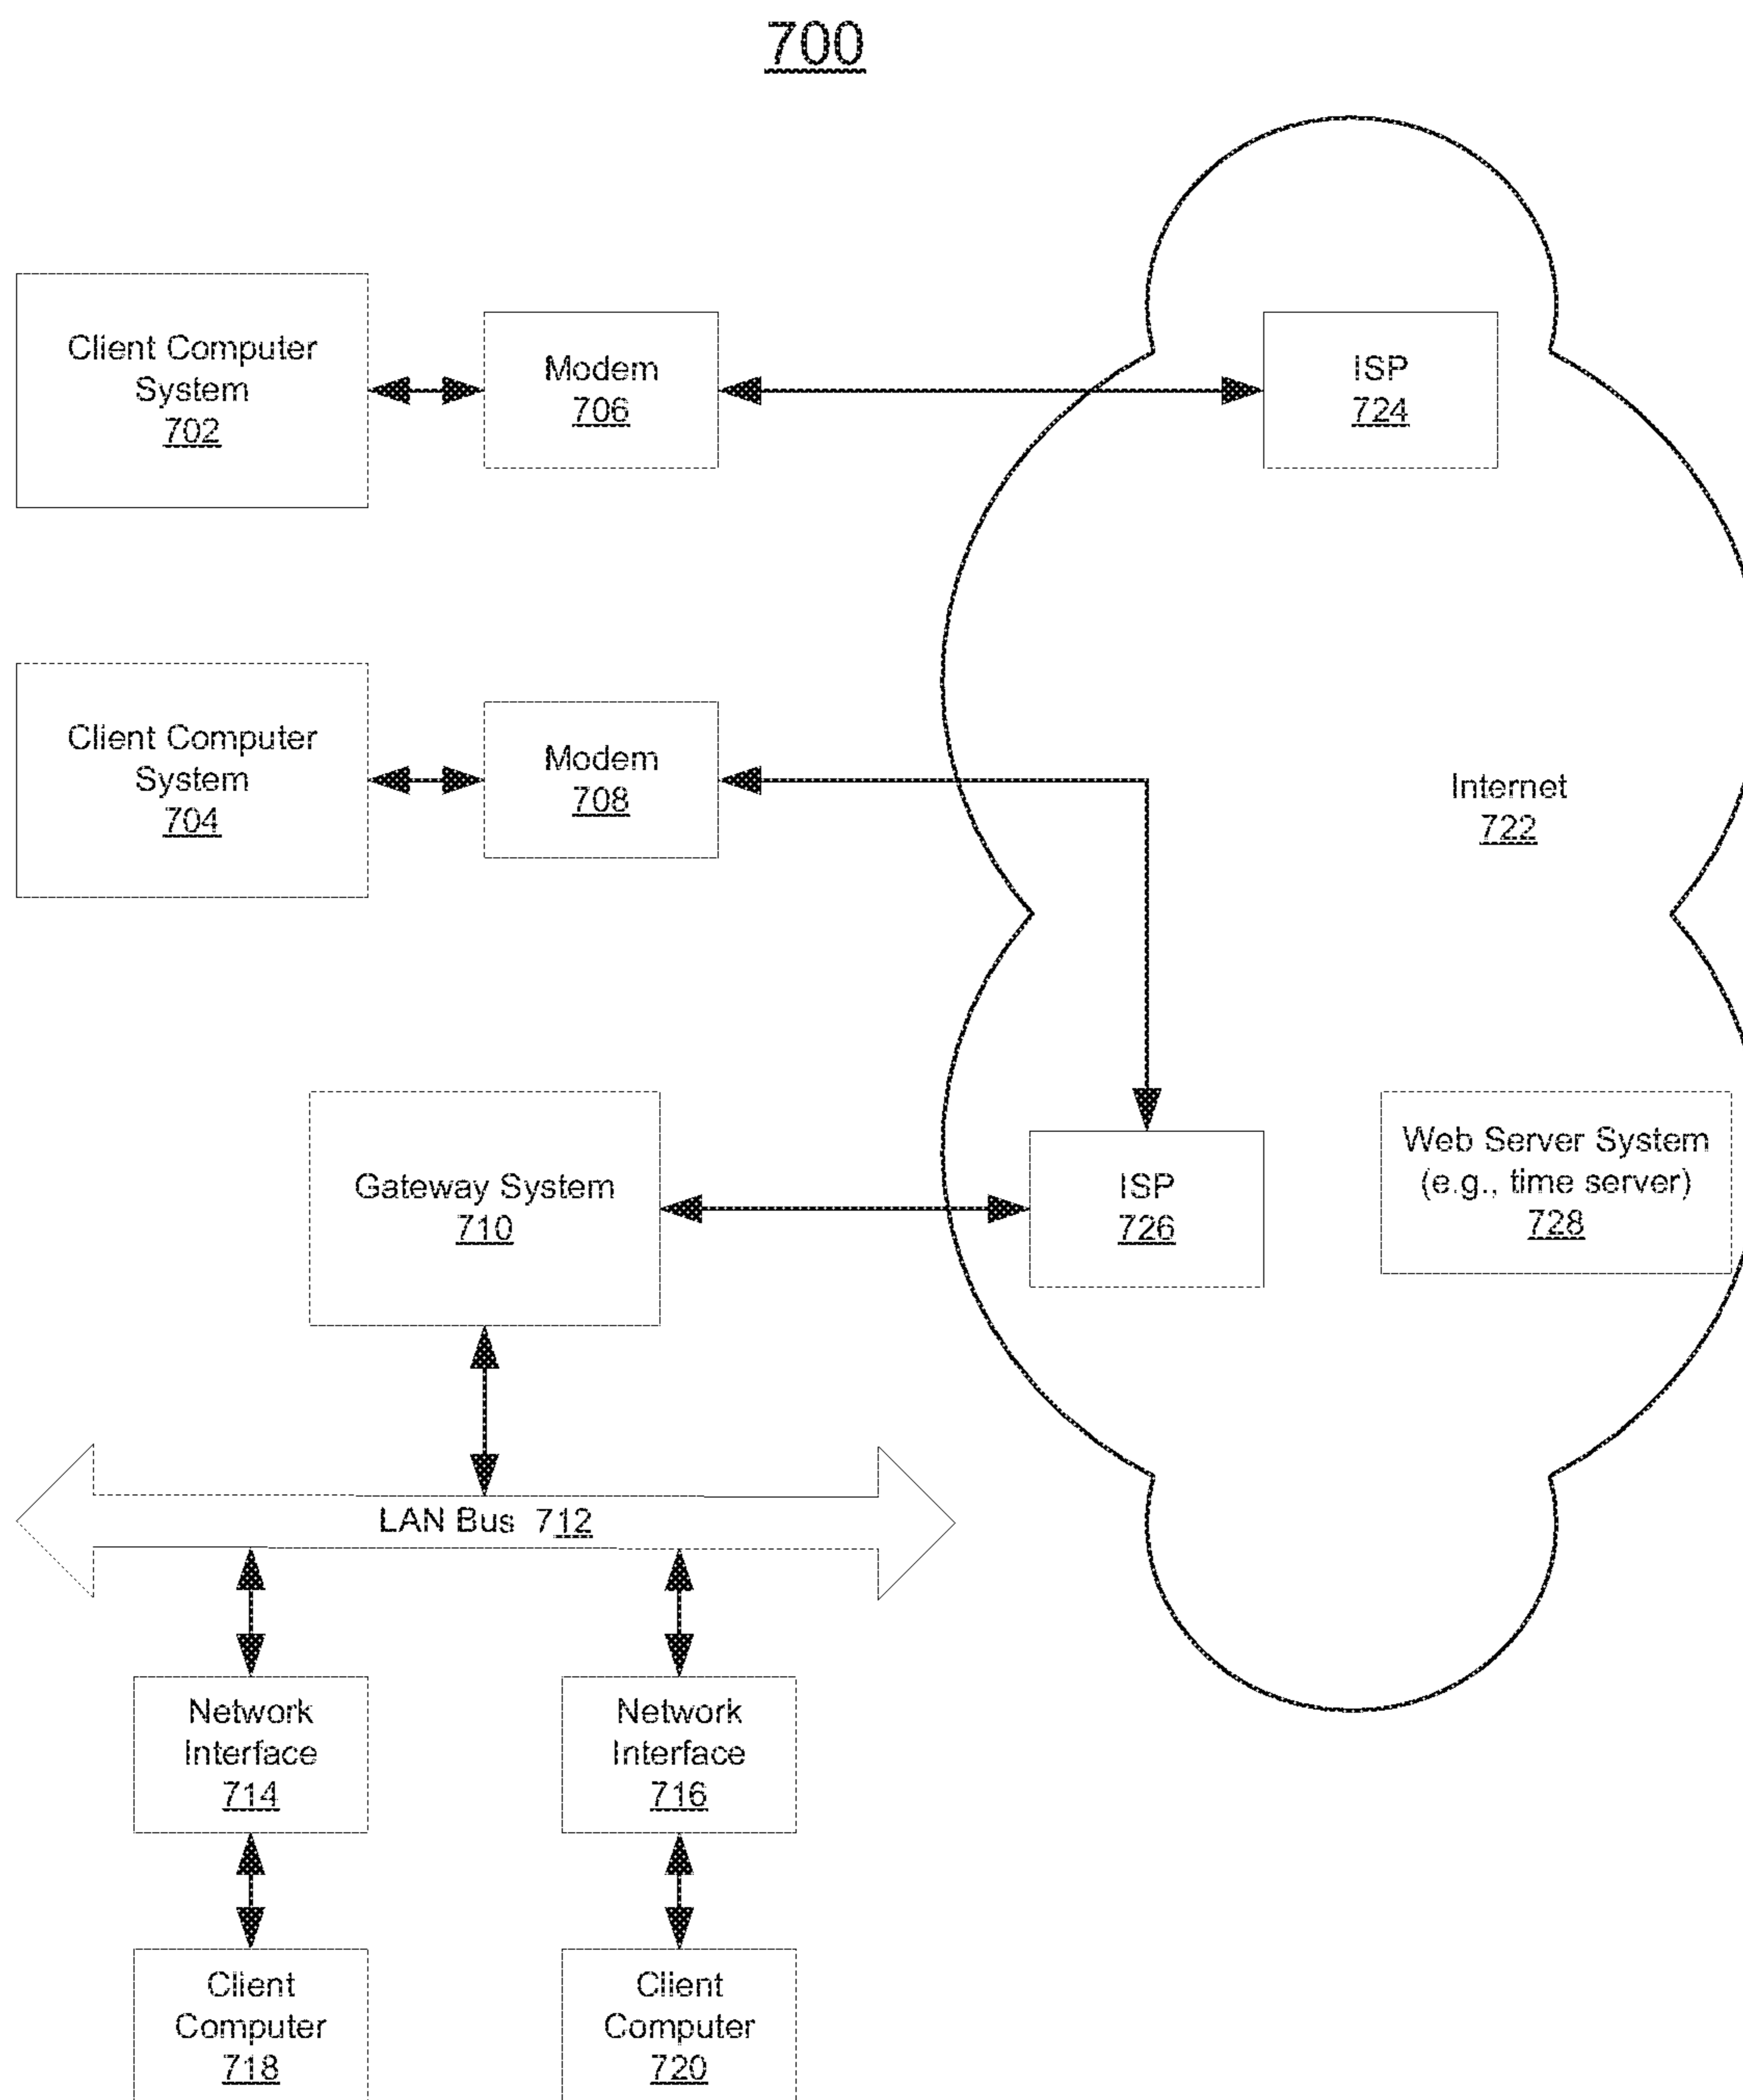 700
Client Computer
System
702
Modem
706
ISP
724
Client Computer
System
704
Modem
708
Internet
722
Gateway System
710
ISP
726
Web Server System
(e.g., time server)
728
LAN Bus 712
Network
Interface
714
Network
Interface
716
Client
Computer
718
Client
Computer
720